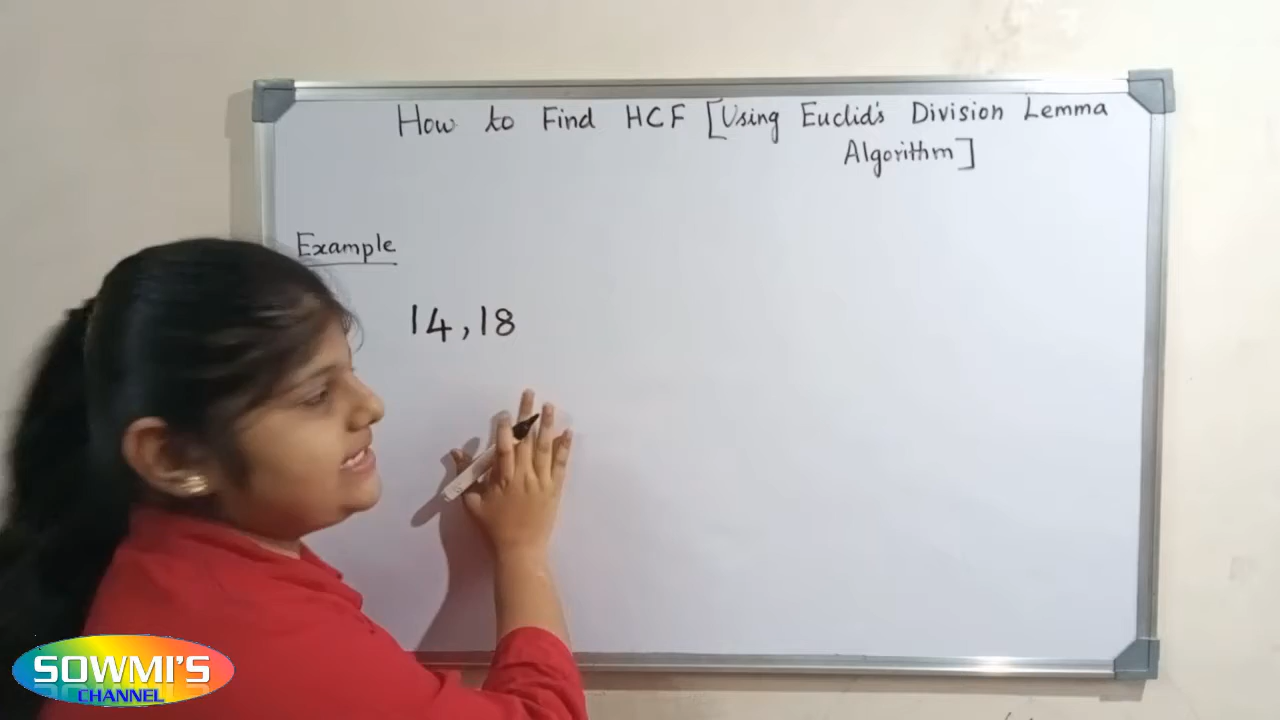 How to Find HCF [Using Euclid's Division Lemma
Algorithm]
Example
14, 18
SOWMI'S
CHANNEL